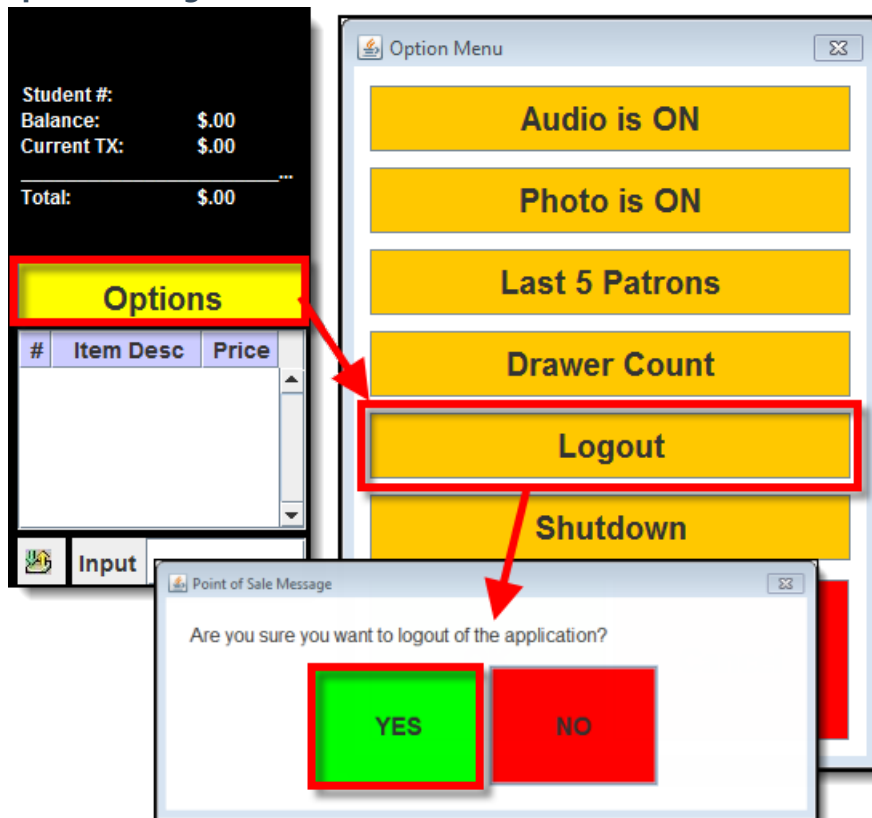 Student #:
Balance: $.00
Current TX: $.00
...
Total: $.00
Options
# Item Desc Price
Input
Option Menu
Audio is ON
Photo is ON
Last 5 Patrons
Drawer Count
Logout
Shutdown
Point of Sale Message
Are you sure you want to logout of the application?
YES
NO